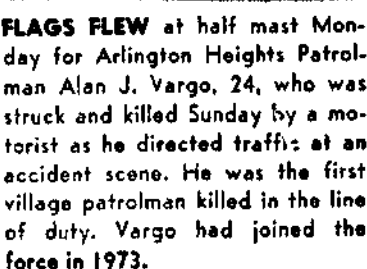 FLAGS FLEW at half mast Mon-
day for Arlington Heights Patrol-
man Alan J. Vargo, 24, who was
struck and killed Sunday by a mo-
torist as he directed traffic at an
accident scene. He was the first
village patrolman killed in the line
of duty. Vargo had joined the
force in 1973.